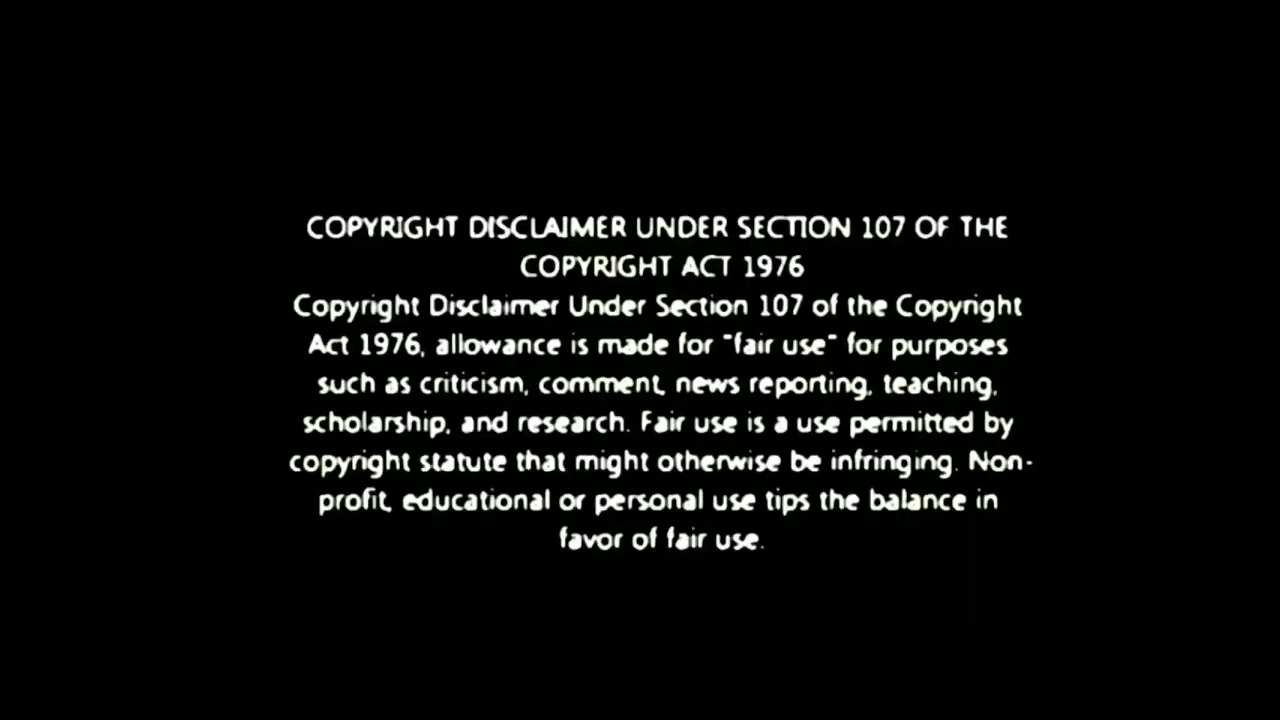 COPYRIGHT DISCLAIMER UNDER SECTION 107 OF THE
COPYRIGHT ACT 1976
Copyright Disclaimer Under Section 107 of the Copyright
Act 1976, allowance is made for "fair use" for purposes
such as criticism, comment, news reporting, teaching,
scholarship, and research. Fair use is a use permitted by
copyright statute that might otherwise be infringing. Non-
profit, educational or personal use tips the balance in
favor of fair use.